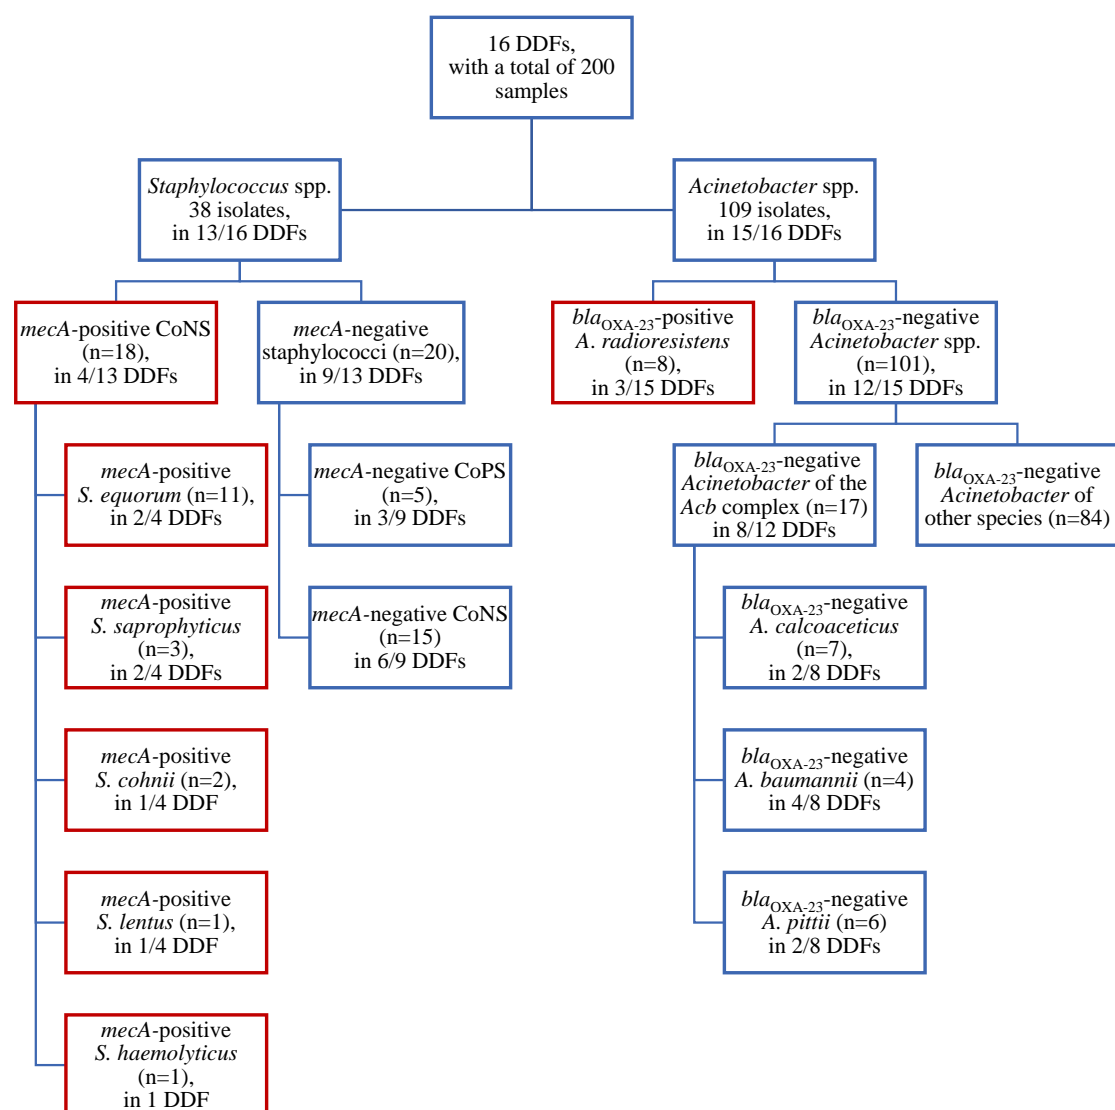 16 DDFs,
with a total of 200
samples
Staphylococcus spp.
38 isolates,
in 13/16 DDFs
Acinetobacter spp.
109 isolates,
in 15/16 DDFs
mecA-positive CoNS
(n=18),
in 4/13 DDFs
mecA-negative
staphylococci (n=20),
in 9/13 DDFs
blaOXA-23-positive
A. radioresistens
(n=8),
in 3/15 DDFs
blaOXA-23-negative
Acinetobacter spp.
(n=101),
in 12/15 DDFs
mecA-positive
S. equorum (n=11),
in 2/4 DDFs
mecA-negative CoPS
(n=5),
in 3/9 DDFs
blaOXA-23-negative
Acinetobacter of the
Acb complex (n=17)
in 8/12 DDFs
blaOXA-23-negative
Acinetobacter of
other species (n=84)
mecA-positive
S. saprophyticus
(n=3),
in 2/4 DDFs
mecA-negative CoNS
(n=15)
in 6/9 DDFs
blaOXA-23-negative
A. calcoaceticus
(n=7),
in 2/8 DDFs
mecA-positive
S. cohnii (n=2),
in 1/4 DDF
blaOXA-23-negative
A. baumannii (n=4)
in 4/8 DDFs
mecA-positive
S. lentus (n=1),
in 1/4 DDF
blaOXA-23-negative
A. pittii (n=6)
in 2/8 DDFs
mecA-positive
S. haemolyticus
(n=1),
in 1 DDF